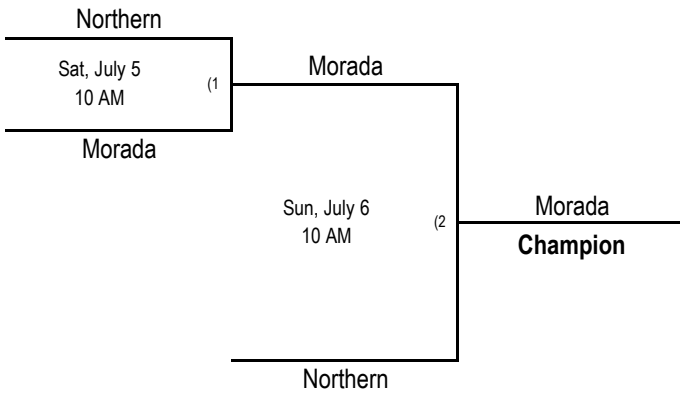 Northern
Sat, July 5
10 AM
(1
Morada
Morada
Sun, July 6
10 AM
(2
Northern
Morada
Champion